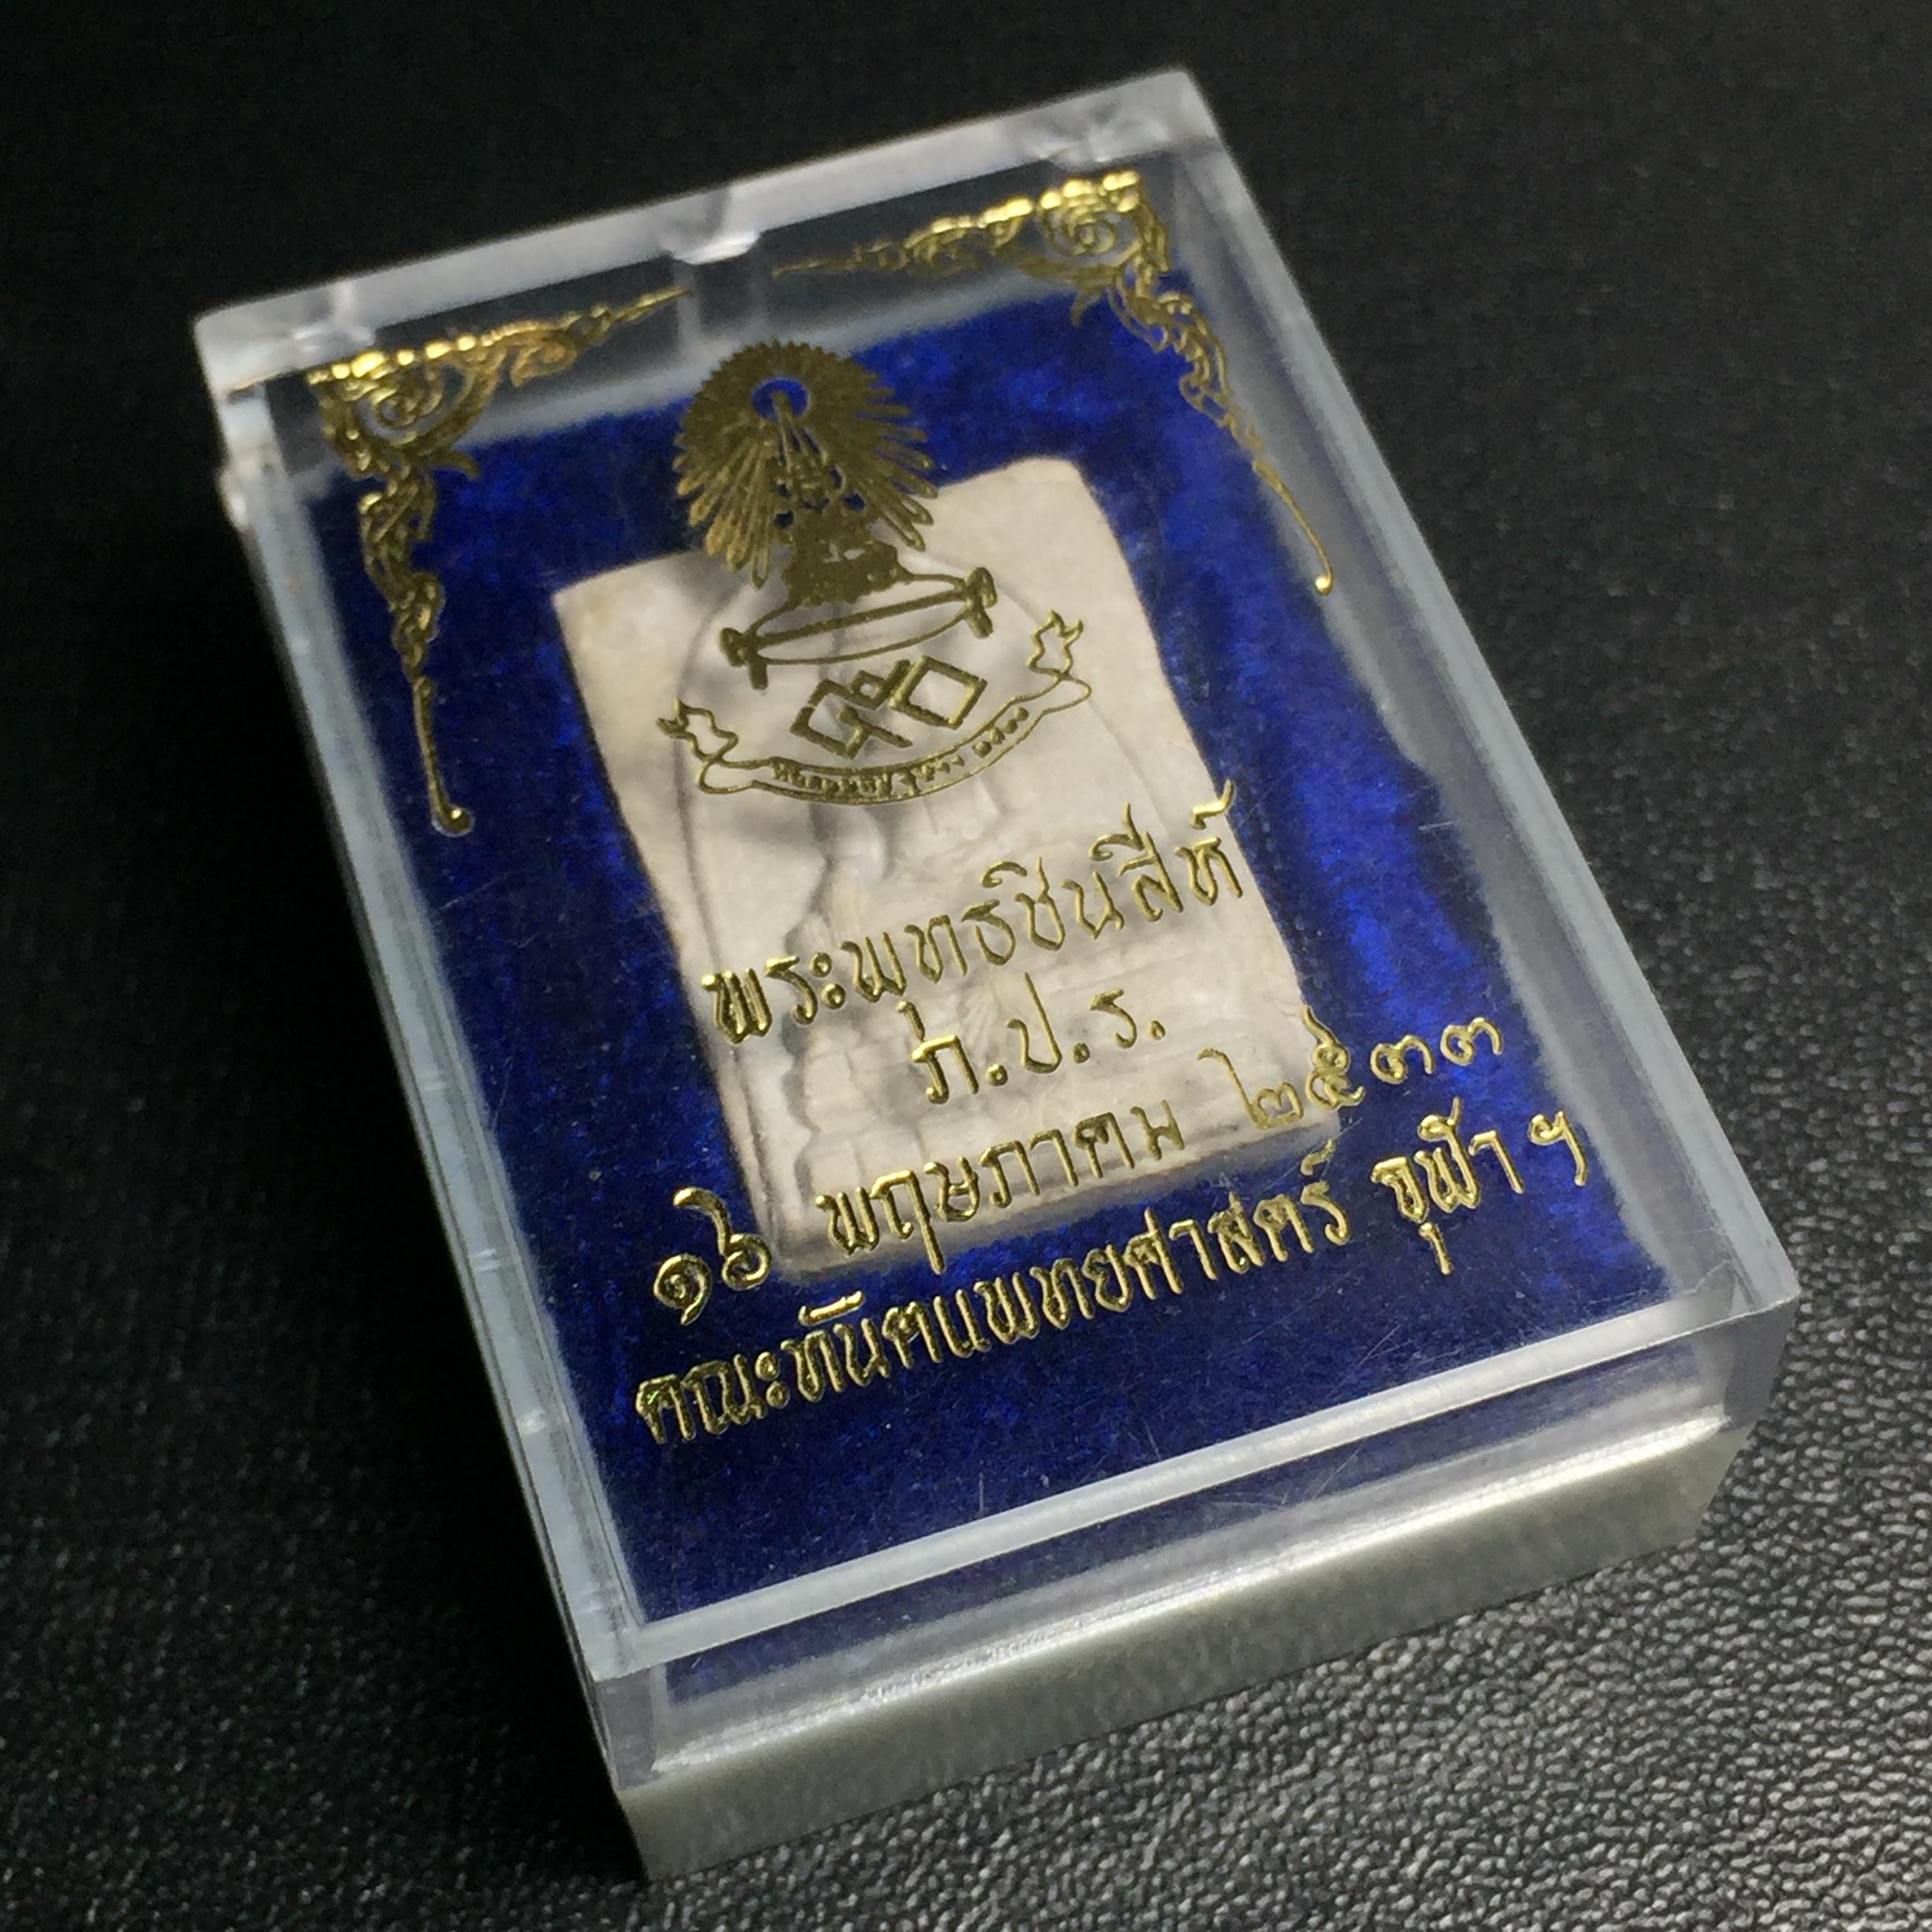 ๕๐
พระพุทธชินสีห์
ภ.ป.ร.
๑๖ พฤษภาคม ๒๕๓๓
คณะทันตแพทยศาสตร์ จุฬาฯ